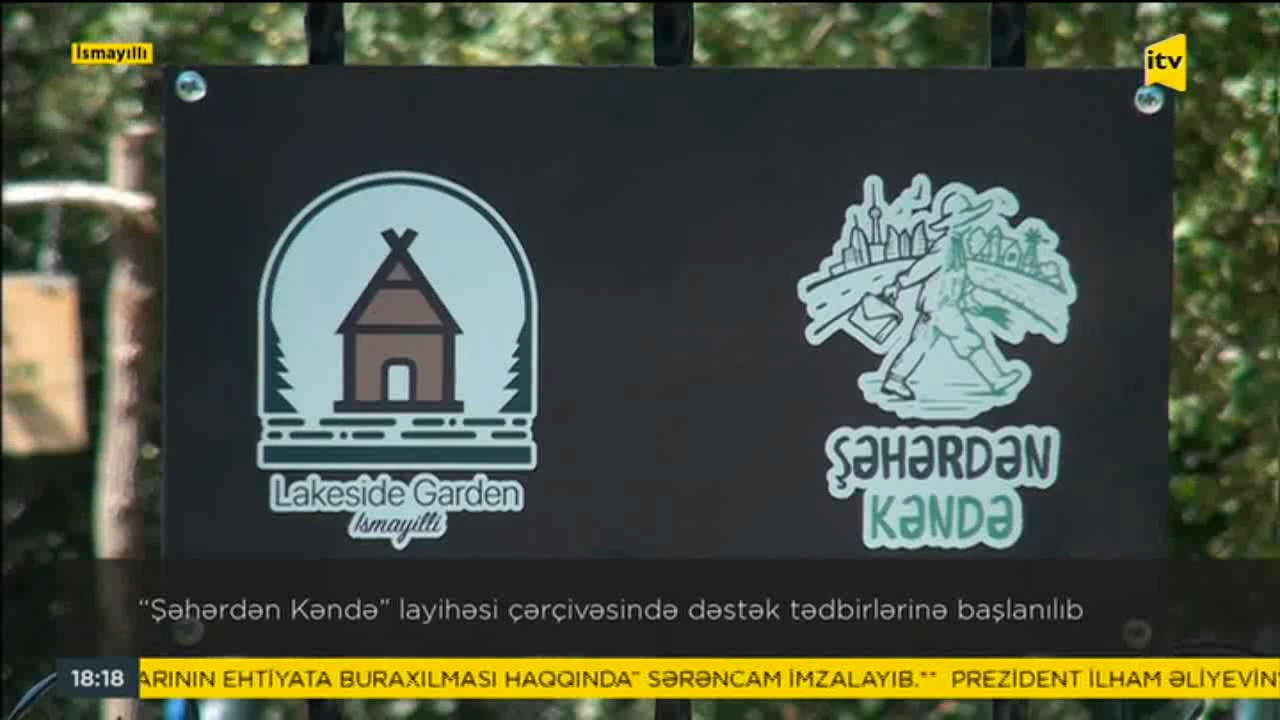 İsmayıllı
itv
Lakeside Garden
Ismayilli
ŞƏHƏRDƏN
KƏNDƏ
“Şəhərdən Kəndə” layihəsi çərçivəsində dəstək tədbirlərinə başlanılıb
18:18
ARININ EHTİYATA BURAXILMASI HAQQINDA” SƏRƏNCAM İMZALAYIB.** PREZİDENT İLHAM ƏLİYEVİN